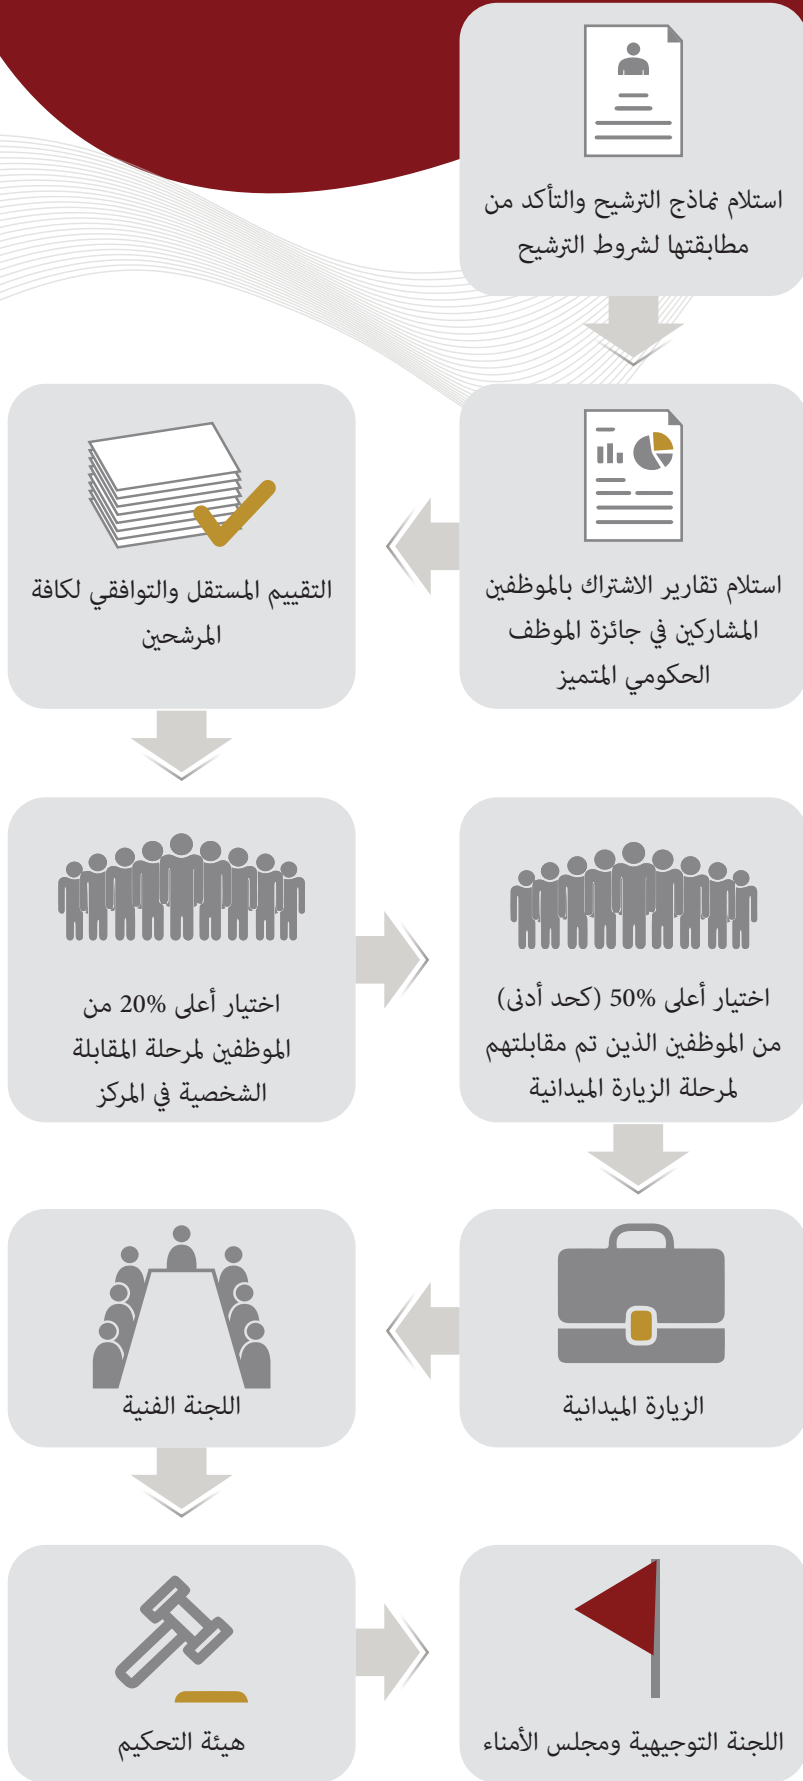 استلام نماذج الترشيح والتأكد من
مطابقتها لشروط الترشيح
استلام تقارير الاشتراك بالموظفين
المشاركين في جائزة الموظف
الحكومي المتميز
التقييم المستقل والتوافقي لكافة
المرشحين
اختيار أعلى 20% من
الموظفين لمرحلة المقابلة
الشخصية في المركز
اختيار أعلى 50% (كحد أدنى)
من الموظفين الذين تم مقابلتهم
لمرحلة الزيارة الميدانية
الزيارة الميدانية
اللجنة الفنية
هيئة التحكيم
اللجنة التوجيهية ومجلس الأمناء